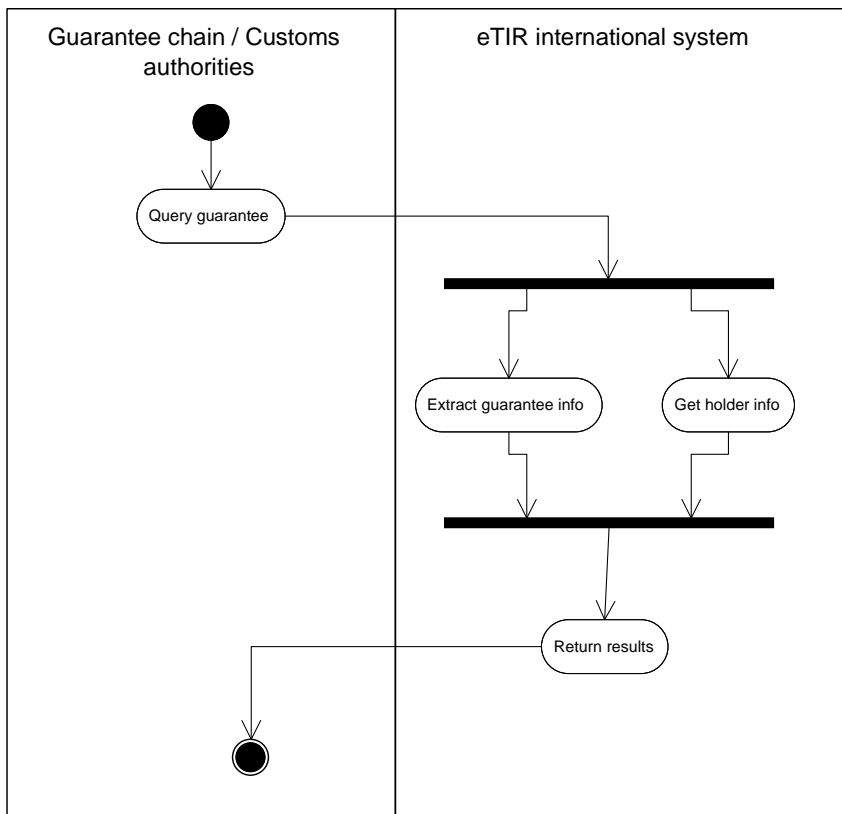 Guarantee chain / Customs
authorities
eTIR international system
Query guarantee
Extract guarantee info
Get holder info
Return results